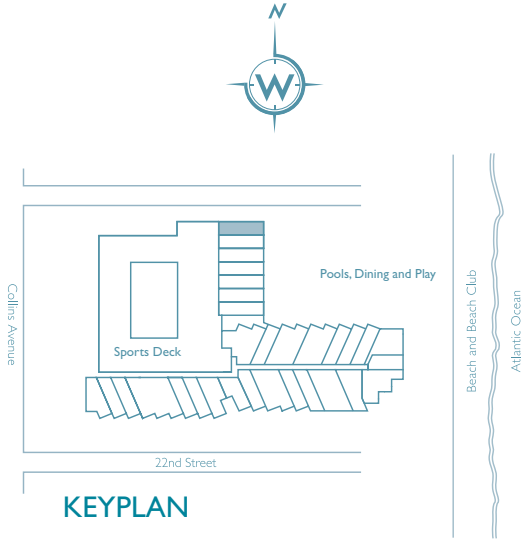 N
W
Pools, Dining and Play
Collins Avenue
Sports Deck
Beach and Beach Club
Atlantic Ocean
22nd Street
KEYPLAN